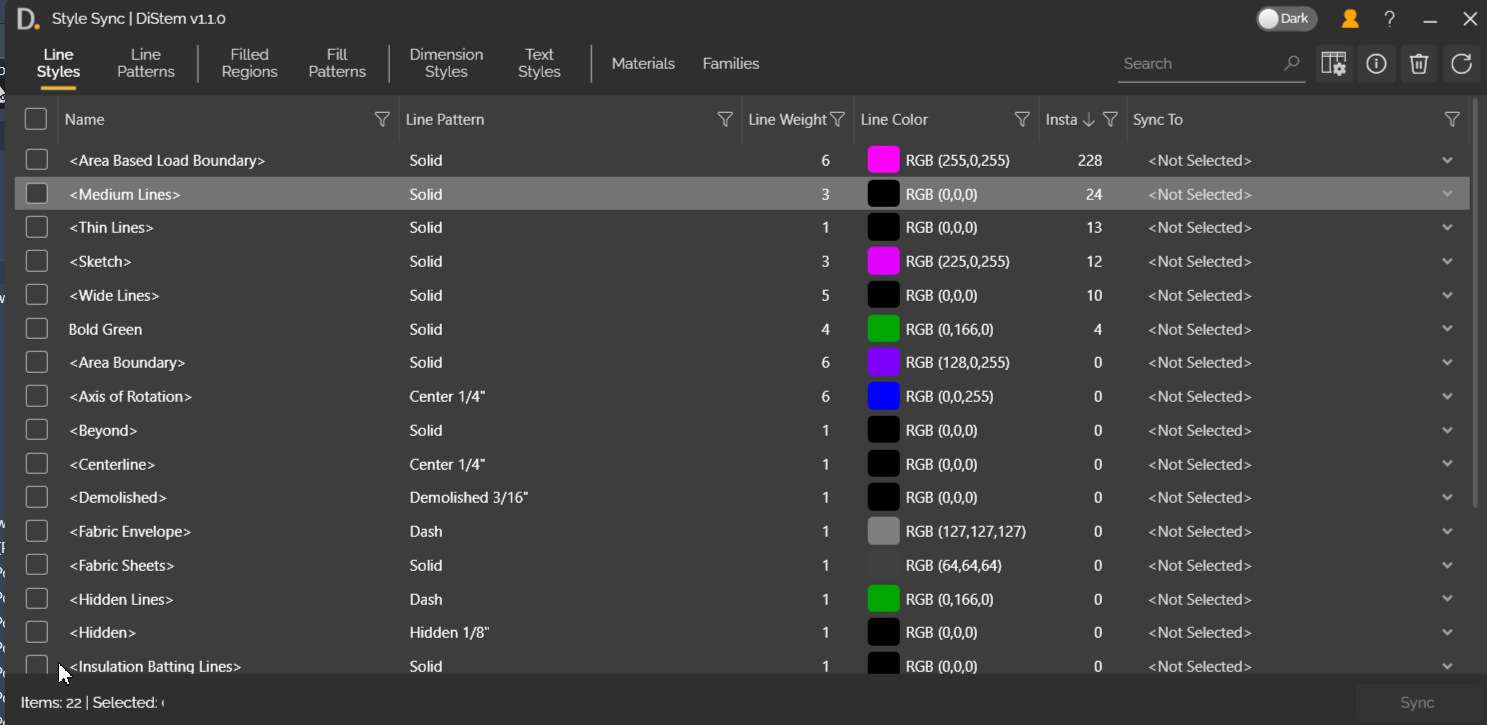 D. Style Sync | DiStem v1.1.0 Dark ?
Line Styles Line Patterns Filled Regions Fill Patterns Dimension Styles Text Styles Materials Families Search
Name Line Pattern Line Weight Line Color Insta Sync To
<Area Based Load Boundary> Solid 6 RGB (255,0,255) 228 <Not Selected>
<Medium Lines> Solid 3 RGB (0,0,0) 24 <Not Selected>
<Thin Lines> Solid 1 RGB (0,0,0) 13 <Not Selected>
<Sketch> Solid 3 RGB (225,0,255) 12 <Not Selected>
<Wide Lines> Solid 5 RGB (0,0,0) 10 <Not Selected>
Bold Green Solid 4 RGB (0,166,0) 4 <Not Selected>
<Area Boundary> Solid 6 RGB (128,0,255) 0 <Not Selected>
<Axis of Rotation> Center 1/4" 6 RGB (0,0,255) 0 <Not Selected>
<Beyond> Solid 1 RGB (0,0,0) 0 <Not Selected>
<Centerline> Center 1/4" 1 RGB (0,0,0) 0 <Not Selected>
<Demolished> Demolished 3/16" 1 RGB (0,0,0) 0 <Not Selected>
<Fabric Envelope> Dash 1 RGB (127,127,127) 0 <Not Selected>
<Fabric Sheets> Solid 1 RGB (64,64,64) 0 <Not Selected>
<Hidden Lines> Dash 1 RGB (0,166,0) 0 <Not Selected>
<Hidden> Hidden 1/8" 1 RGB (0,0,0) 0 <Not Selected>
<Insulation Batting Lines> Solid 1 RGB (0,0,0) 0 <Not Selected>
Items: 22 | Selected: Sync